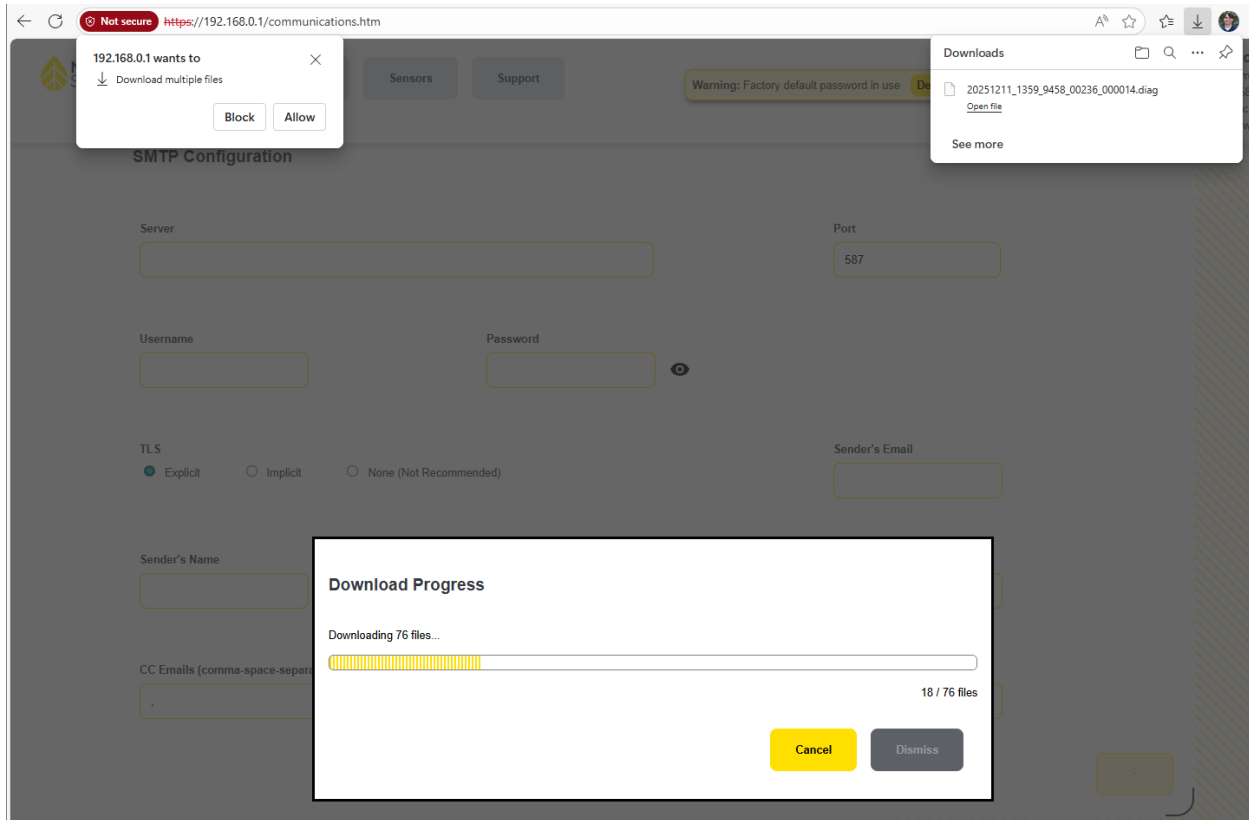 Not secure https://192.168.0.1/communications.htm
192.168.0.1 wants to
Download multiple files
Block Allow
Sensors Support
Warning: Factory default password in use
Downloads
20251211_1359_9458_00236_000014.diag
Open file
See more
SMTP Configuration
Server
Port
587
Username
Password
TLS
Explicit Implicit None (Not Recommended)
Sender's Email
Sender's Name
CC Emails (comma-space-separa
,
Download Progress
Downloading 76 files...
18 / 76 files
Cancel Dismiss